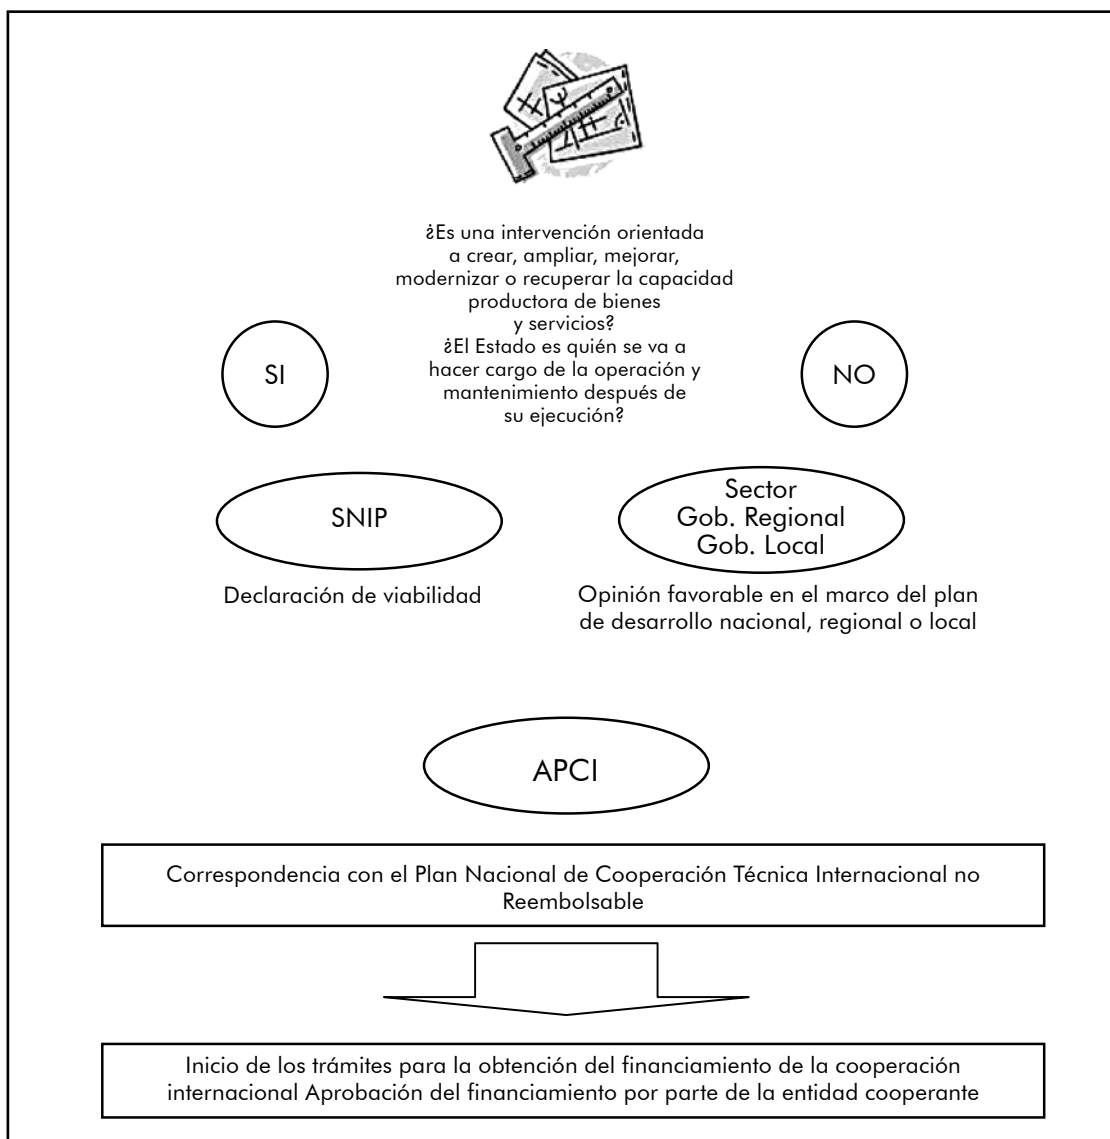 ¿Es una intervención orientada
a crear, ampliar, mejorar,
modernizar o recuperar la capacidad
productora de bienes
y servicios?
¿El Estado es quién se va a
hacer cargo de la operación y
mantenimiento después de
su ejecución?
SI
NO
SNIP
Sector
Gob. Regional
Gob. Local
Declaración de viabilidad
Opinión favorable en el marco del plan
de desarrollo nacional, regional o local
APCI
Correspondencia con el Plan Nacional de Cooperación Técnica Internacional no
Reembolsable
Inicio de los trámites para la obtención del financiamiento de la cooperación
internacional Aprobación del financiamiento por parte de la entidad cooperante